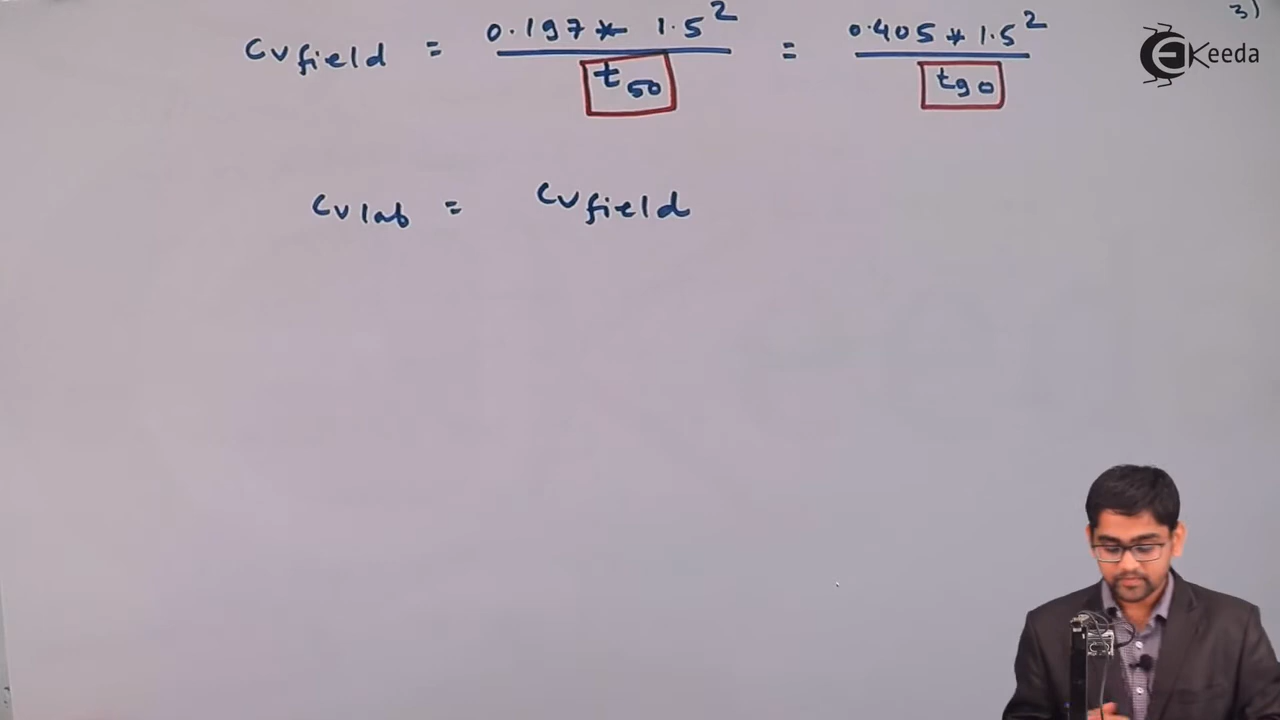 3)
Cv field = 0.197 * 1.5² / t50 = 0.405 * 1.5² / t90
Keeda
Cv lab = Cv field